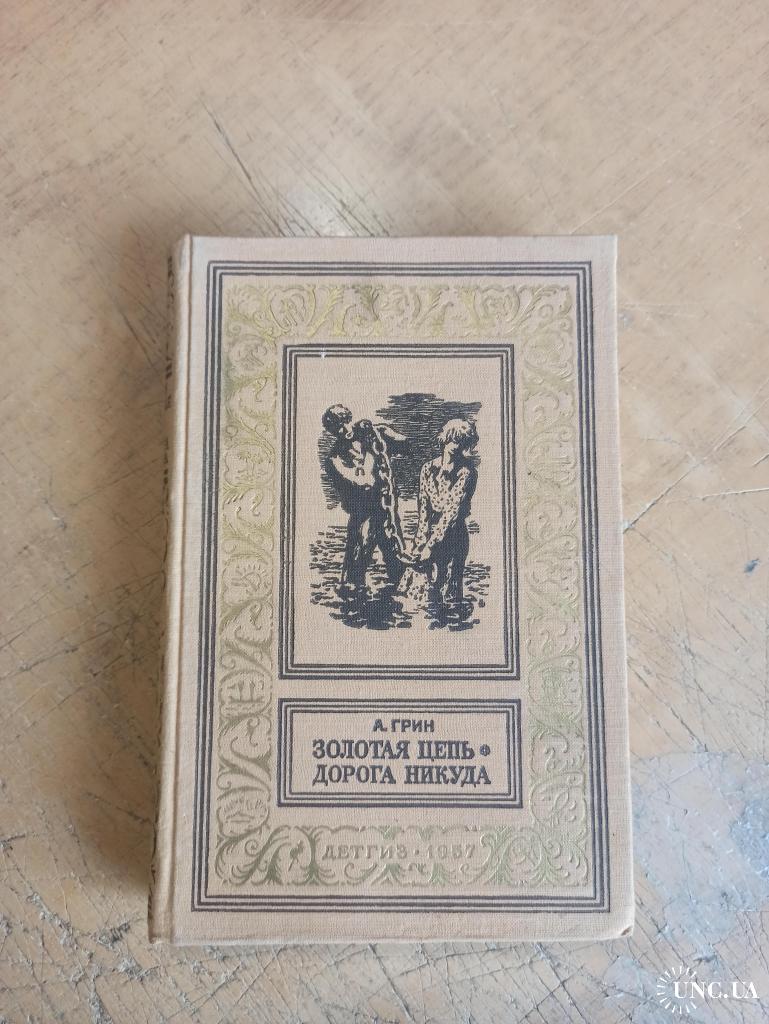 А. ГРИН
ЗОЛОТАЯ ЦЕПЬ *
ДОРОГА НИКУДА
ДЕТГИЗ • 1957
UNC.UA